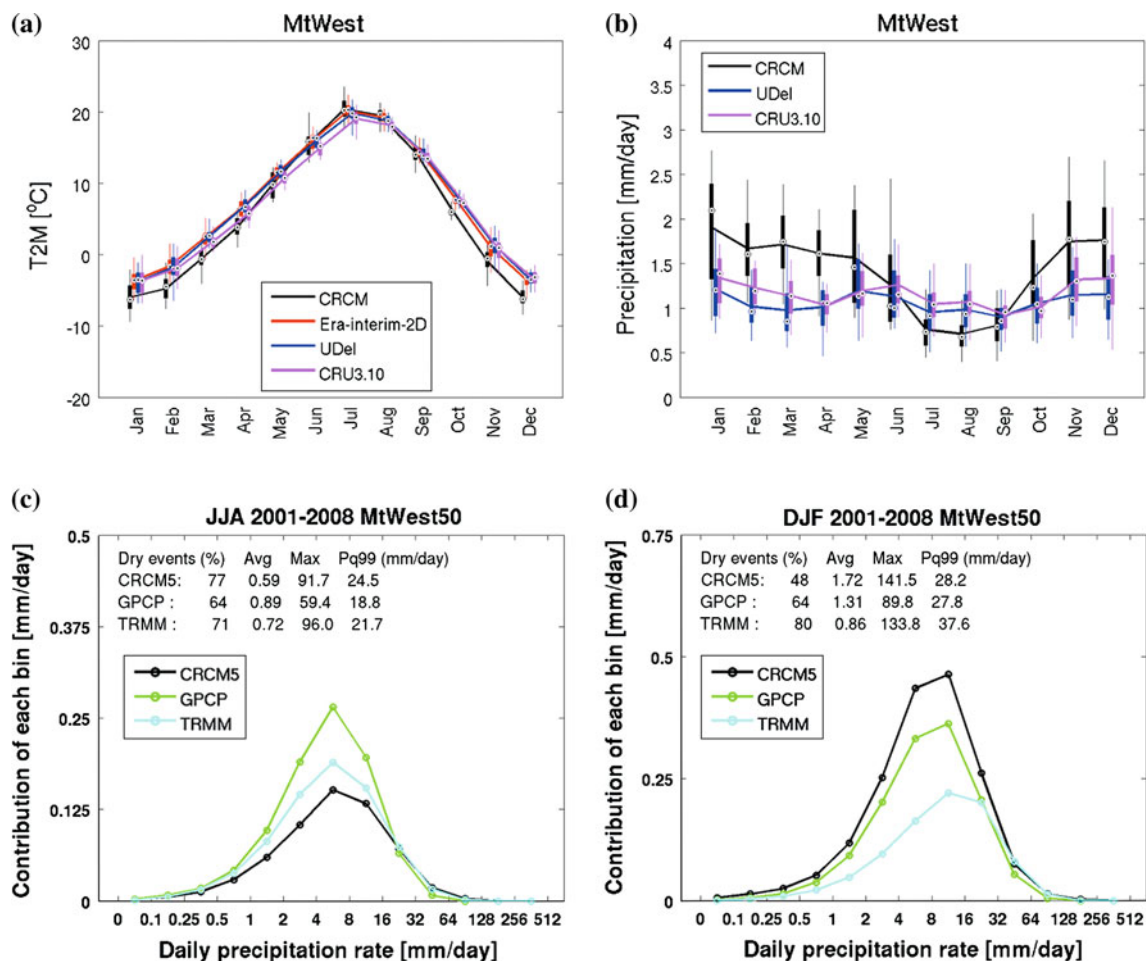 (a)
MtWest
30
20
10
0
-10
-20
T2M [°C]
CRCM
Era-interim-2D
UDel
CRU3.10
Jan Feb Mar Apr May Jun Jul Aug Sep Oct Nov Dec
(b)
MtWest
4
3.5
3
2.5
2
1.5
1
0.5
0
Precipitation [mm/day]
CRCM
UDel
CRU3.10
Jan Feb Mar Apr May Jun Jul Aug Sep Oct Nov Dec
(c)
JJA 2001-2008 MtWest50
0.5
0.375
0.25
0.125
0
Contribution of each bin [mm/day]
Dry events (%) Avg Max Pq99 (mm/day)
CRCM5: 77 0.59 91.7 24.5
GPCP : 64 0.89 59.4 18.8
TRMM : 71 0.72 96.0 21.7
CRCM5
GPCP
TRMM
0 0.1 0.25 0.5 1 2 4 8 16 32 64 128 256 512
Daily precipitation rate [mm/day]
(d)
DJF 2001-2008 MtWest50
0.75
0.5
0.25
0
Contribution of each bin [mm/day]
Dry events (%) Avg Max Pq99 (mm/day)
CRCM5: 48 1.72 141.5 28.2
GPCP : 64 1.31 89.8 27.8
TRMM : 80 0.86 133.8 37.6
CRCM5
GPCP
TRMM
0 0.1 0.25 0.5 1 2 4 8 16 32 64 128 256 512
Daily precipitation rate [mm/day]